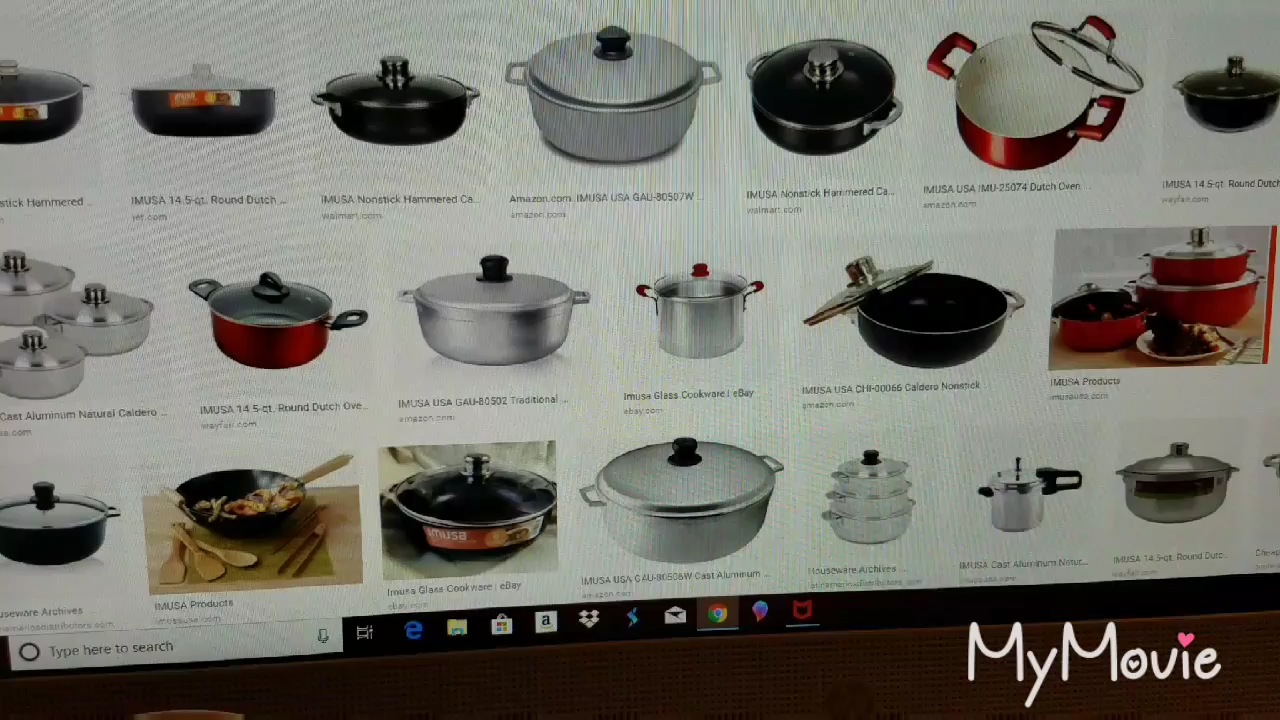 stick Hammered ...
IMUSA 14.5-qt. Round Dutch ...
IMUSA Nonstick Hammered Ca...
walmart.com
Amazon.com: IMUSA USA GAU-80507W ...
amazon.com
IMUSA Nonstick Hammered Ca...
walmart.com
IMUSA USA IMU-25074 Dutch Oven ...
amazon.com
IMUSA 14.5-qt. Round Dutch
wayfair.com
Cast Aluminum Natural Caldero ...
IMUSA 14.5-qt. Round Dutch Ove...
wayfair.com
IMUSA USA GAU-80502 Traditional ...
amazon.com
Imusa Glass Cookware | eBay
ebay.com
IMUSA USA CHI-00066 Caldero Nonstick
amazon.com
IMUSA Products
imusausa.com
useware Archives
IMUSA Products
imusausa.com
imusa
Imusa Glass Cookware | eBay
ebay.com
IMUSA USA GAU-80506W Cast Aluminum ...
amazon.com
Houseware Archives ...
IMUSA Cast Aluminum Natur...
IMUSA 14.5-qt. Round Dutc...
wayfair.com
Type here to search
MyMovie